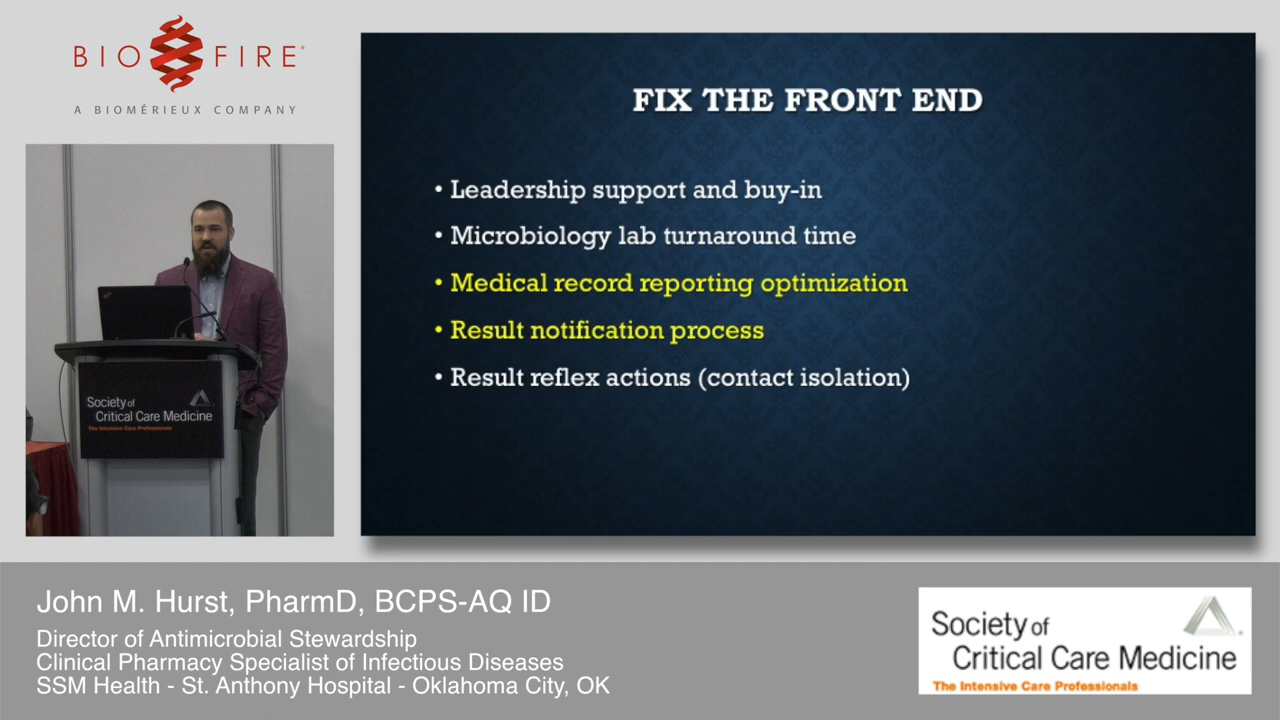 BIO FIRE
A BIOMÉRIEUX COMPANY
FIX THE FRONT END
• Leadership support and buy-in
• Microbiology lab turnaround time
• Medical record reporting optimization
• Result notification process
• Result reflex actions (contact isolation)
Society of
Critical Care Medicine
The Intensive Care Professionals
John M. Hurst, PharmD, BCPS-AQ ID
Director of Antimicrobial Stewardship
Clinical Pharmacy Specialist of Infectious Diseases
SSM Health - St. Anthony Hospital - Oklahoma City, OK
Society of
Critical Care Medicine
The Intensive Care Professionals